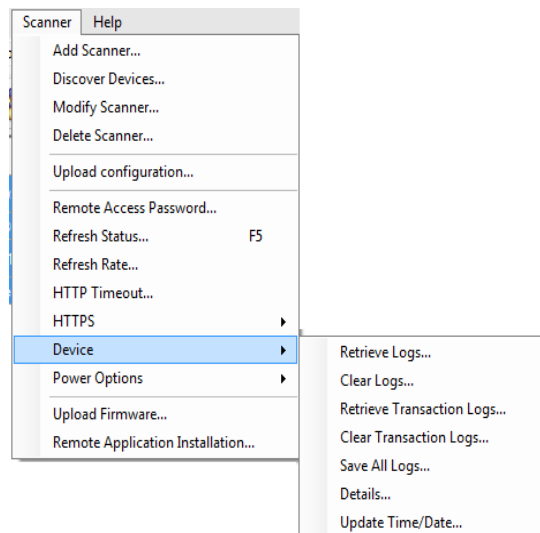 Scanner Help
Add Scanner...
Discover Devices...
Modify Scanner...
Delete Scanner...
Upload configuration...
Remote Access Password...
Refresh Status... F5
Refresh Rate...
HTTP Timeout...
HTTPS
Device
Power Options
Upload Firmware...
Remote Application Installation...
Retrieve Logs...
Clear Logs...
Retrieve Transaction Logs...
Clear Transaction Logs...
Save All Logs...
Details...
Update Time/Date...